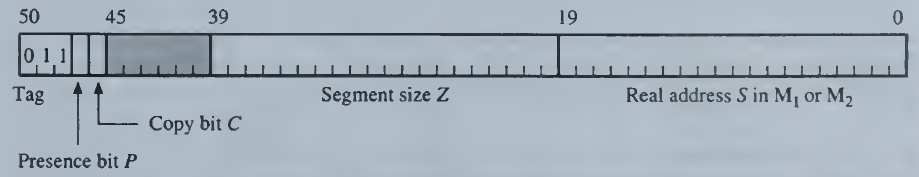 50 45 39 19 0
0 1 1
Tag Segment size Z Real address S in M1 or M2
Copy bit C
Presence bit P